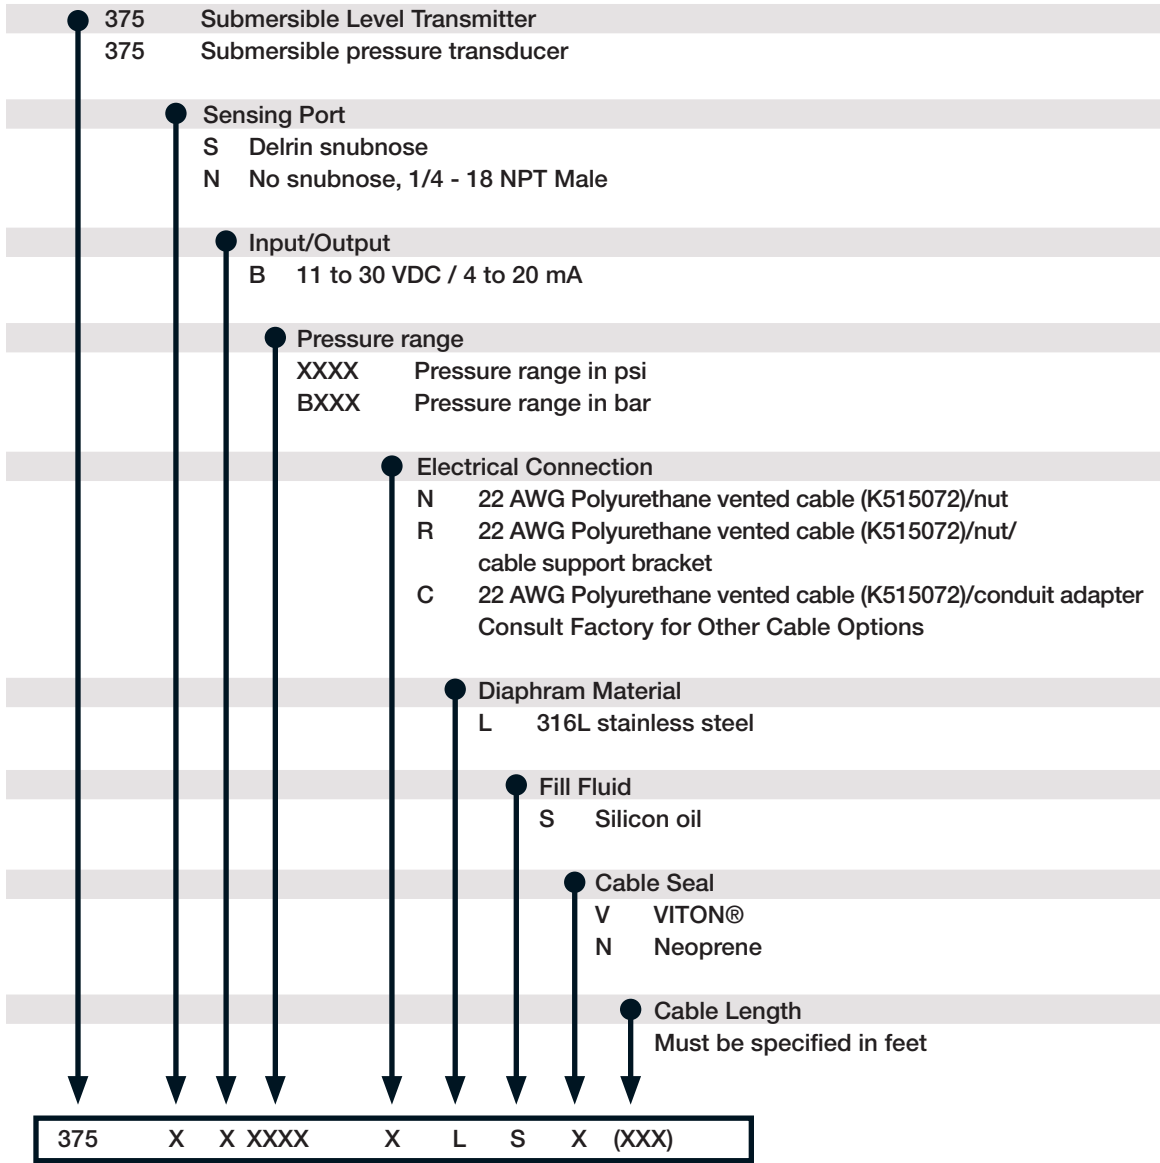 375 Submersible Level Transmitter
375 Submersible pressure transducer
Sensing Port
S Delrin snubnose
N No snubnose, 1/4 - 18 NPT Male
Input/Output
B 11 to 30 VDC / 4 to 20 mA
Pressure range
XXXX Pressure range in psi
BXXX Pressure range in bar
Electrical Connection
N 22 AWG Polyurethane vented cable (K515072)/nut
R 22 AWG Polyurethane vented cable (K515072)/nut/
cable support bracket
C 22 AWG Polyurethane vented cable (K515072)/conduit adapter
Consult Factory for Other Cable Options
Diaphram Material
L 316L stainless steel
Fill Fluid
S Silicon oil
Cable Seal
V VITON®
N Neoprene
Cable Length
Must be specified in feet
375 X X XXXX X L S X (XXX)